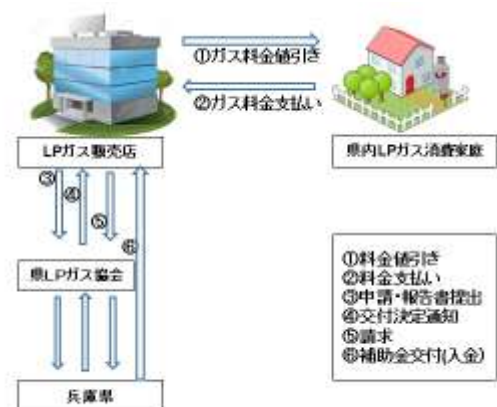 ①ガス料金値引き
②ガス料金支払い
LPガス販売店
県内LPガス消費家庭
③
④
⑤
⑥
県LPガス協会
兵庫県
①料金値引き
②料金支払い
③申請・報告書提出
④交付決定通知
⑤請求
⑥補助金交付(入金)